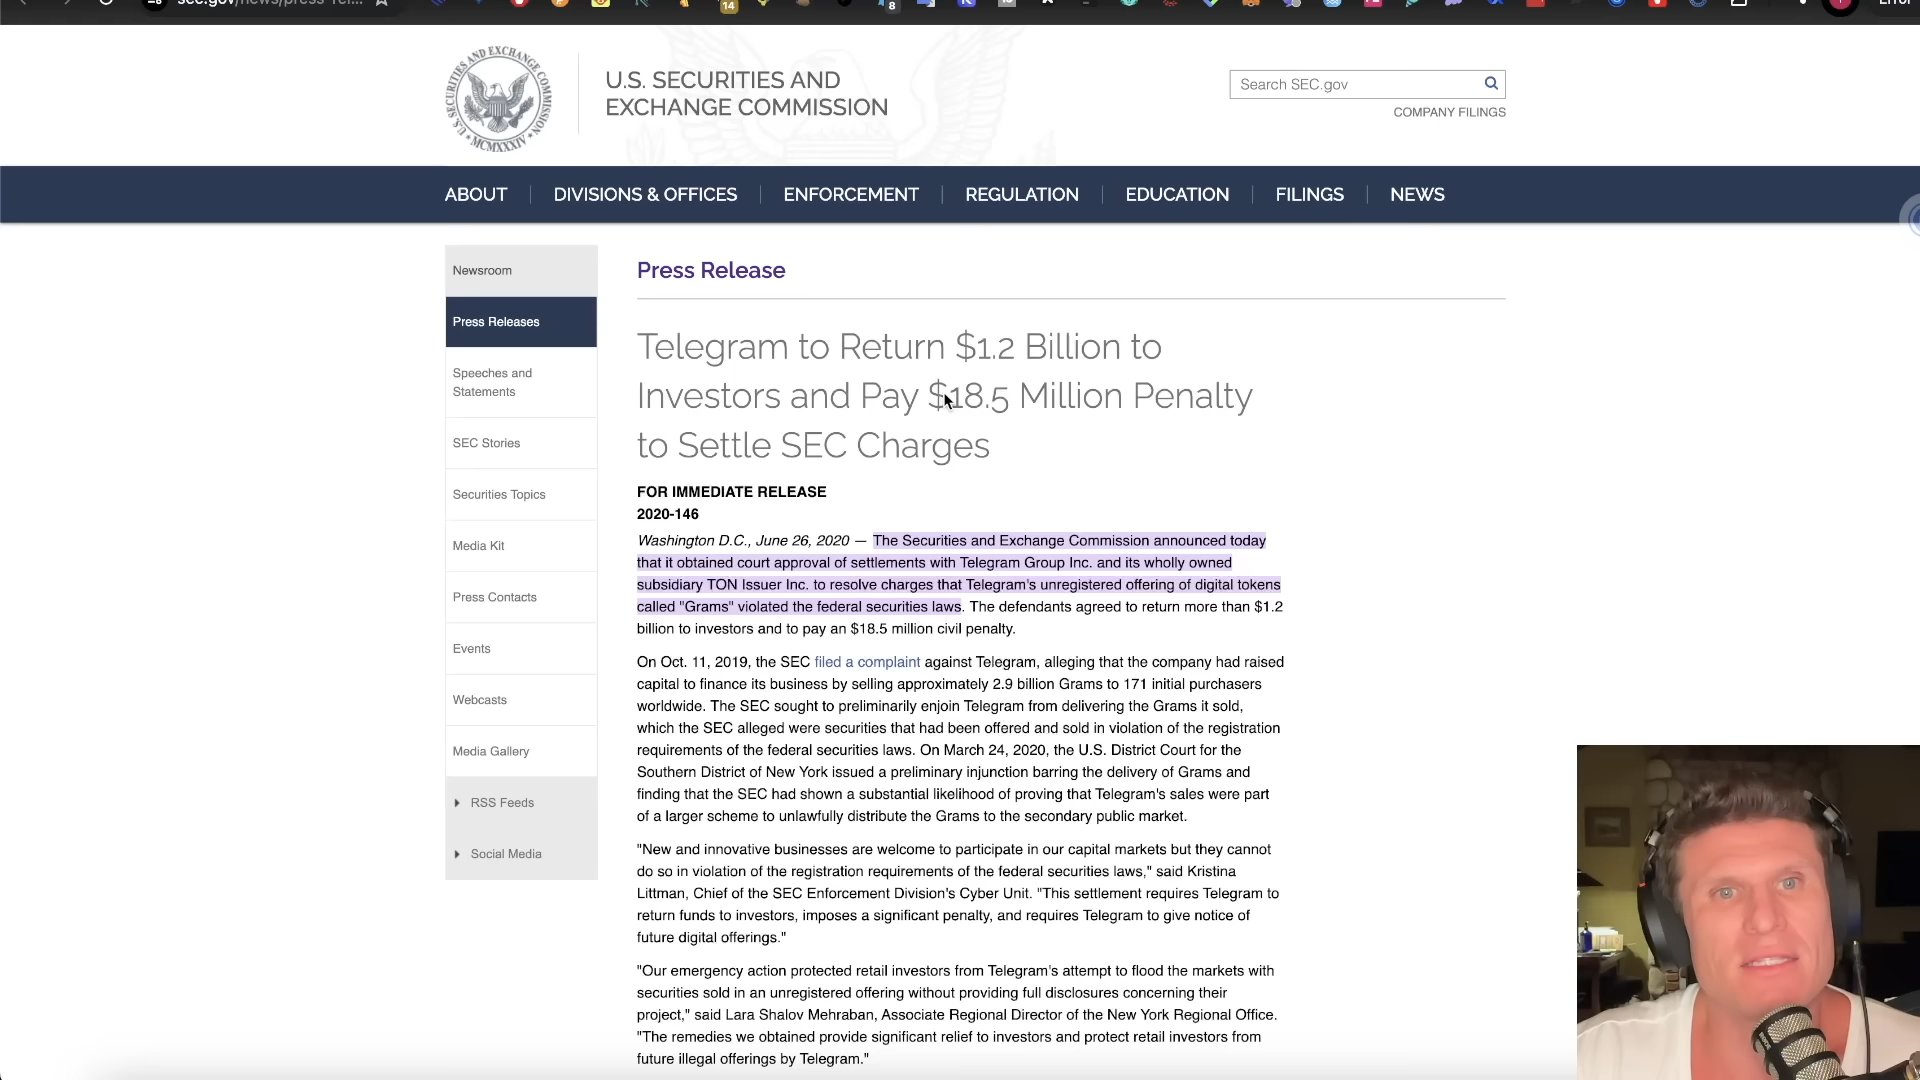 sec.gov/news/press-rel...
14
8
Error
U.S. SECURITIES AND
EXCHANGE COMMISSION
Search SEC.gov
COMPANY FILINGS
U.S. SECURITIES AND EXCHANGE COMMISSION
MCMXXXIV
ABOUT
DIVISIONS & OFFICES
ENFORCEMENT
REGULATION
EDUCATION
FILINGS
NEWS
Newsroom
Press Releases
Speeches and
Statements
SEC Stories
Securities Topics
Media Kit
Press Contacts
Events
Webcasts
Media Gallery
RSS Feeds
Social Media
Press Release
Telegram to Return $1.2 Billion to
Investors and Pay $18.5 Million Penalty
to Settle SEC Charges
FOR IMMEDIATE RELEASE
2020-146
Washington D.C., June 26, 2020 — The Securities and Exchange Commission announced today
that it obtained court approval of settlements with Telegram Group Inc. and its wholly owned
subsidiary TON Issuer Inc. to resolve charges that Telegram's unregistered offering of digital tokens
called "Grams" violated the federal securities laws. The defendants agreed to return more than $1.2
billion to investors and to pay an $18.5 million civil penalty.
On Oct. 11, 2019, the SEC filed a complaint against Telegram, alleging that the company had raised
capital to finance its business by selling approximately 2.9 billion Grams to 171 initial purchasers
worldwide. The SEC sought to preliminarily enjoin Telegram from delivering the Grams it sold,
which the SEC alleged were securities that had been offered and sold in violation of the registration
requirements of the federal securities laws. On March 24, 2020, the U.S. District Court for the
Southern District of New York issued a preliminary injunction barring the delivery of Grams and
finding that the SEC had shown a substantial likelihood of proving that Telegram's sales were part
of a larger scheme to unlawfully distribute the Grams to the secondary public market.
"New and innovative businesses are welcome to participate in our capital markets but they cannot
do so in violation of the registration requirements of the federal securities laws," said Kristina
Littman, Chief of the SEC Enforcement Division's Cyber Unit. "This settlement requires Telegram to
return funds to investors, imposes a significant penalty, and requires Telegram to give notice of
future digital offerings."
"Our emergency action protected retail investors from Telegram's attempt to flood the markets with
securities sold in an unregistered offering without providing full disclosures concerning their
project," said Lara Shalov Mehraban, Associate Regional Director of the New York Regional Office.
"The remedies we obtained provide significant relief to investors and protect retail investors from
future illegal offerings by Telegram."